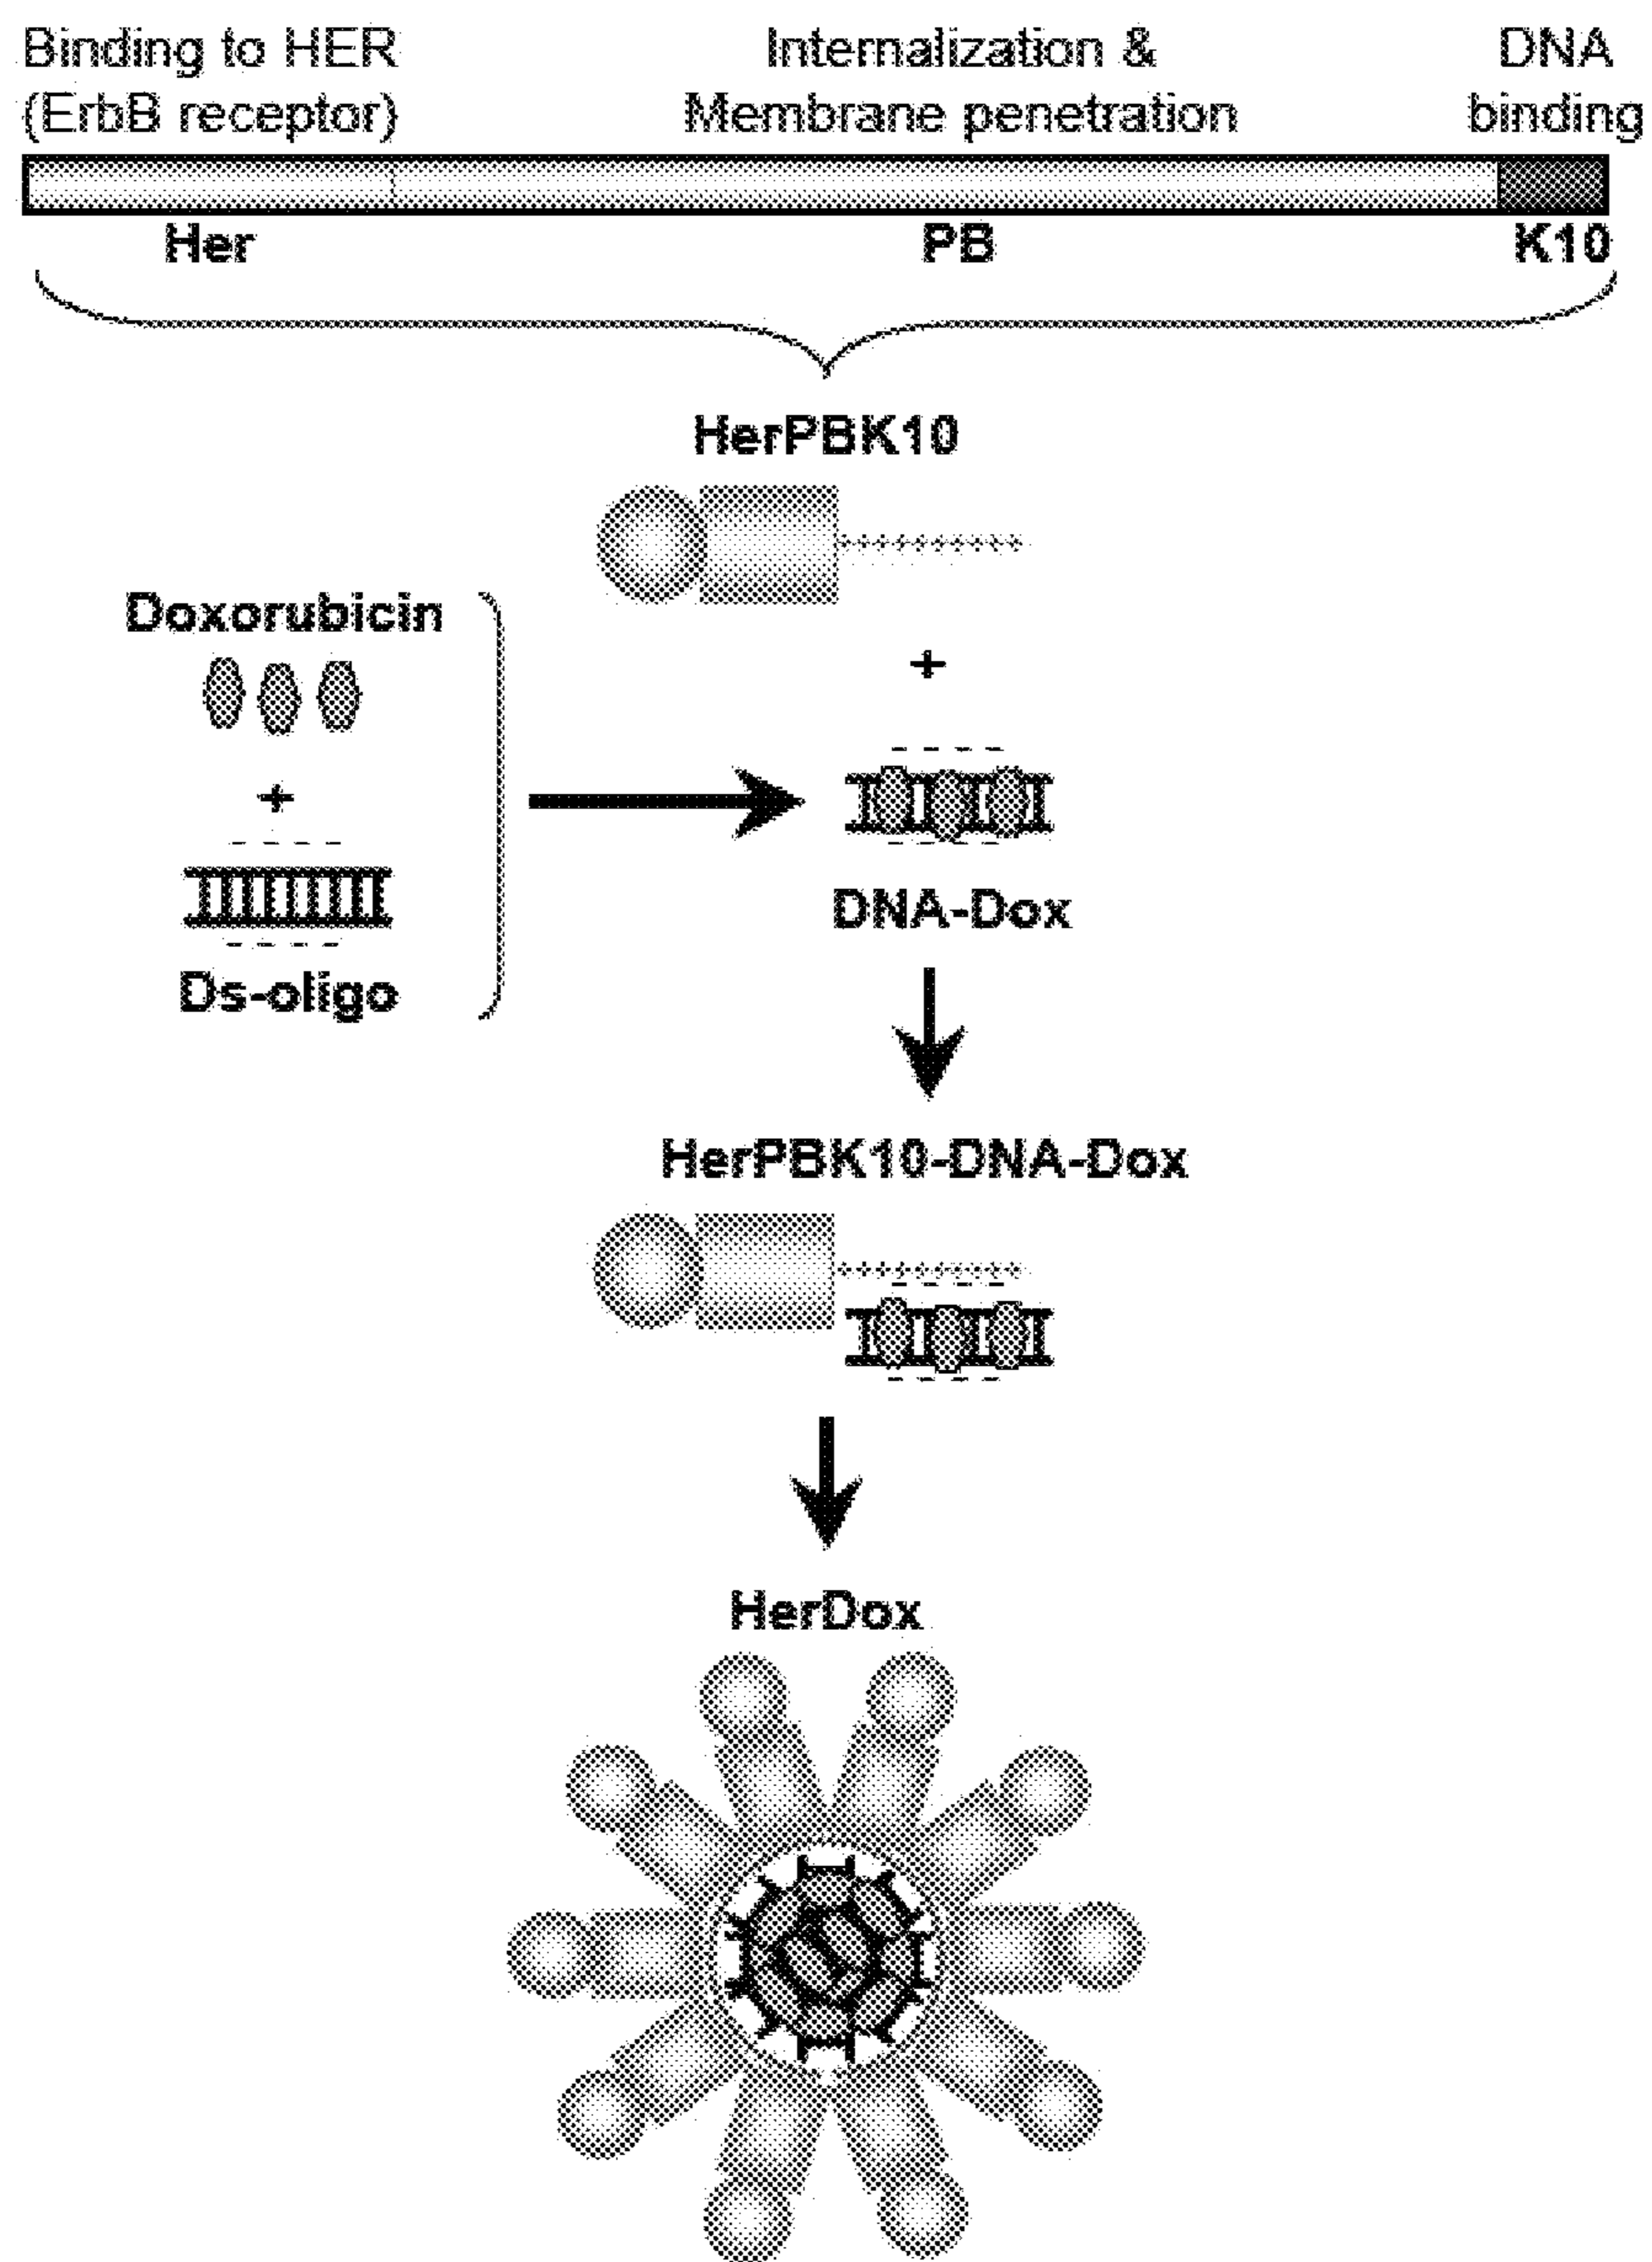 Binding to HER
(ErbB receptor)
Internalization &
Membrane penetration
DNA
binding
Her
PB
K10
HerPBK10
Doxorubicin
+
+
Ds-oligo
DNA-Dox
HerPBK10-DNA-Dox
HerDox